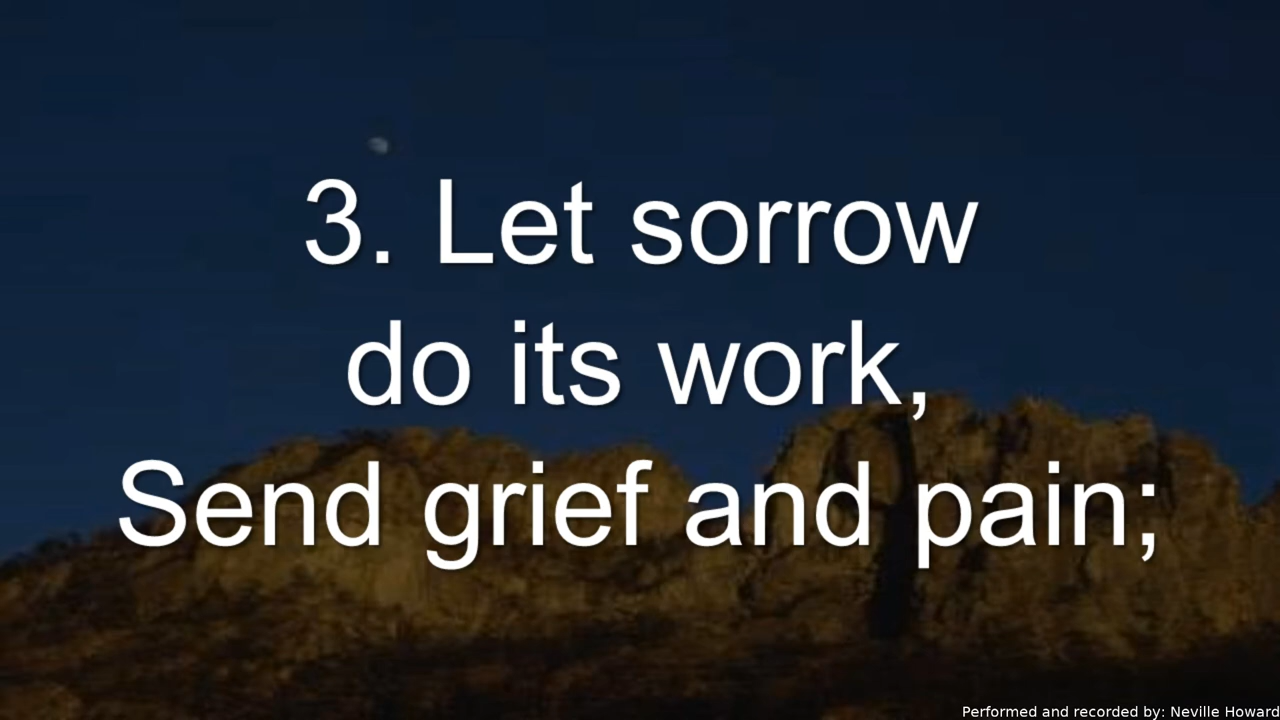 3. Let sorrow
do its work,
Send grief and pain;
Performed and recorded by: Neville Howard